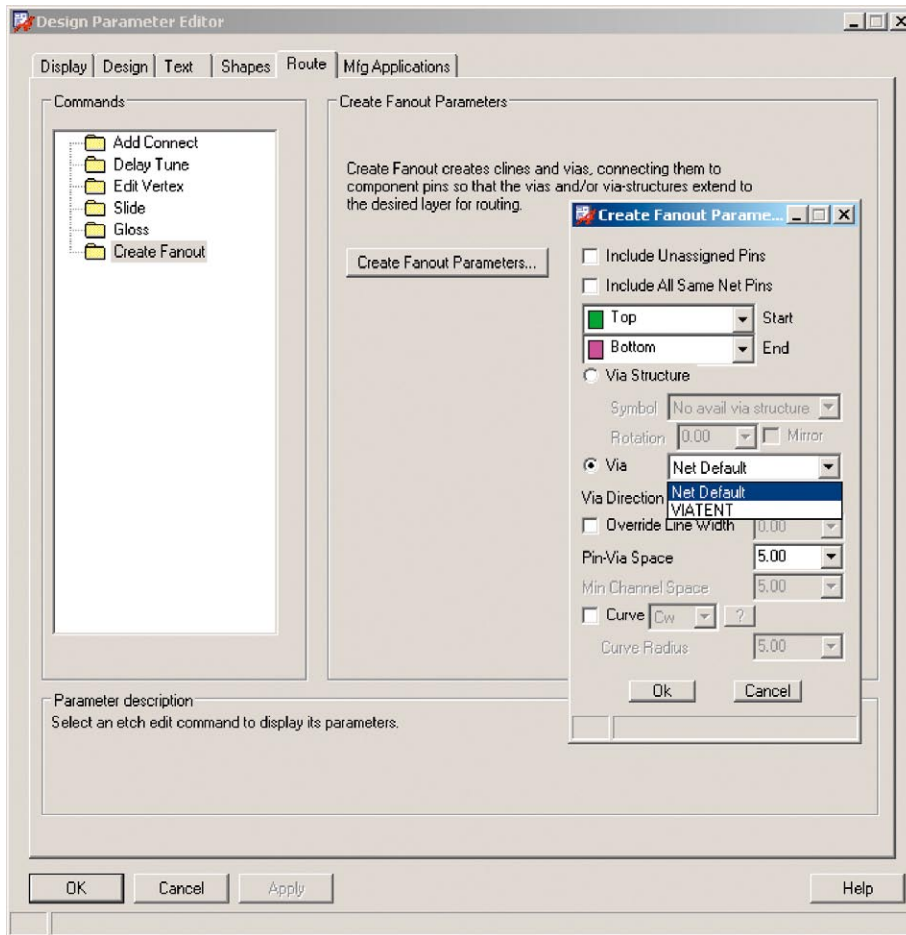 Design Parameter Editor
Display Design Text Shapes Route Mfg Applications
Commands
Add Connect
Delay Tune
Edit Vertex
Slide
Gloss
Create Fanout
Create Fanout Parameters
Create Fanout creates clines and vias, connecting them to
component pins so that the vias and/or via-structures extend to
the desired layer for routing.
Create Fanout Parameters...
Create Fanout Parame...
Include Unassigned Pins
Include All Same Net Pins
Top Start
Bottom End
Via Structure
Symbol No avail via structure
Rotation 0.00 Mirror
Via Net Default
Via Direction Net Default
VIATENT
Override Line Width 0.00
Pin-Via Space 5.00
Min Channel Space 5.00
Curve Cw ?
Curve Radius 5.00
Ok Cancel
Parameter description
Select an etch edit command to display its parameters.
OK Cancel Apply Help